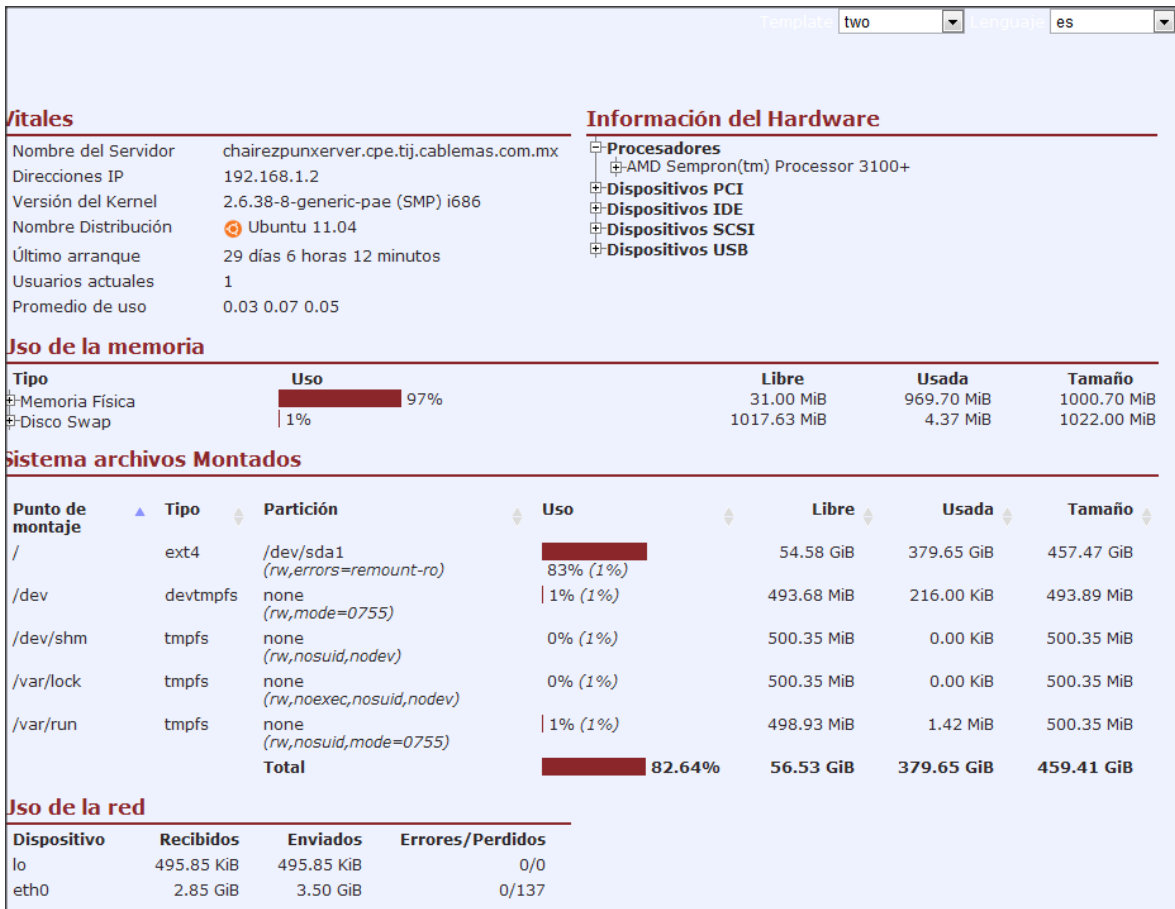 Template two Lenguaje es
Vitales
Nombre del Servidor chairezpunxerver.cpe.tij.cablemas.com.mx
Direcciones IP 192.168.1.2
Versión del Kernel 2.6.38-8-generic-pae (SMP) i686
Nombre Distribución Ubuntu 11.04
Último arranque 29 días 6 horas 12 minutos
Usuarios actuales 1
Promedio de uso 0.03 0.07 0.05
Información del Hardware
Procesadores
AMD Sempron(tm) Processor 3100+
Dispositivos PCI
Dispositivos IDE
Dispositivos SCSI
Dispositivos USB
Uso de la memoria
Tipo Uso Libre Usada Tamaño
Memoria Física 97% 31.00 MiB 969.70 MiB 1000.70 MiB
Disco Swap 1% 1017.63 MiB 4.37 MiB 1022.00 MiB
Sistema archivos Montados
Punto de montaje Tipo Partición Uso Libre Usada Tamaño
/ ext4 /dev/sda1 54.58 GiB 379.65 GiB 457.47 GiB
(rw,errors=remount-ro) 83% (1%)
/dev devtmpfs none 1% (1%) 493.68 MiB 216.00 KiB 493.89 MiB
(rw,mode=0755)
/dev/shm tmpfs none 0% (1%) 500.35 MiB 0.00 KiB 500.35 MiB
(rw,nosuid,nodev)
/var/lock tmpfs none 0% (1%) 500.35 MiB 0.00 KiB 500.35 MiB
(rw,noexec,nosuid,nodev)
/var/run tmpfs none 1% (1%) 498.93 MiB 1.42 MiB 500.35 MiB
(rw,nosuid,mode=0755)
Total 82.64% 56.53 GiB 379.65 GiB 459.41 GiB
Uso de la red
Dispositivo Recibidos Enviados Errores/Perdidos
lo 495.85 KiB 495.85 KiB 0/0
eth0 2.85 GiB 3.50 GiB 0/137